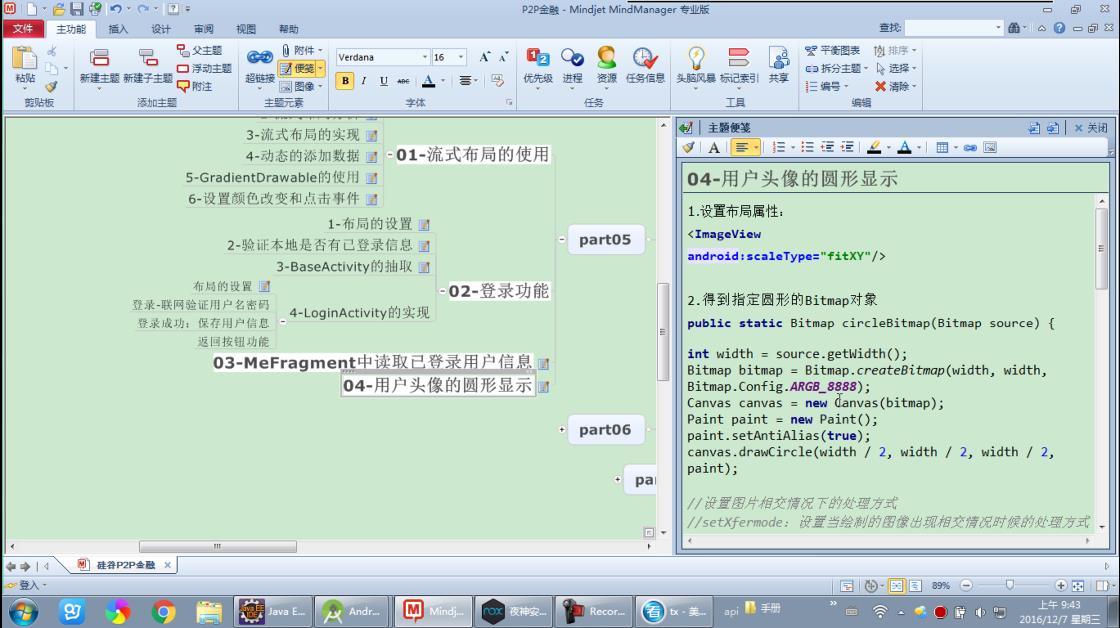 P2P金融 - Mindjet MindManager 专业版
文件 主功能 插入 设计 审阅 视图 帮助 查找:
粘贴 新建主题 新建子主题 父主题 浮动主题 附注 超链接 附件 便笺 图像 Verdana 16 B I U ABC A 优先级 进程 资源 任务信息 头脑风暴 标记索引 共享 平衡图表 拆分主题 编号 排序 选择 清除
剪贴板 添加主题 主题元素 字体 任务 工具 编辑
3-流式布局的实现
4-动态的添加数据
5-GradientDrawable的使用
6-设置颜色改变和点击事件
01-流式布局的使用
1-布局的设置
2-验证本地是否有已登录信息
3-BaseActivity的抽取
布局的设置
登录-联网验证用户名密码
登录成功: 保存用户信息
返回按钮功能
4-LoginActivity的实现
02-登录功能
03-MeFragment中读取已登录用户信息
04-用户头像的圆形显示
part05
part06
pa
主题便笺 关闭
04-用户头像的圆形显示
1.设置布局属性:
<ImageView
android:scaleType="fitXY"/>
2.得到指定圆形的Bitmap对象
public static Bitmap circleBitmap(Bitmap source) {
int width = source.getWidth();
Bitmap bitmap = Bitmap.createBitmap(width, width,
Bitmap.Config.ARGB_8888);
Canvas canvas = new Canvas(bitmap);
Paint paint = new Paint();
paint.setAntiAlias(true);
canvas.drawCircle(width / 2, width / 2, width / 2,
paint);
//设置图片相交情况下的处理方式
//setXfermode: 设置当绘制的图像出现相交情况时候的处理方式
硅谷P2P金融
登入 89%
Java E... Andr... Mindj... 夜神安... Recor... tx - 美... api 手册 上午 9:43
2016/12/7 星期三